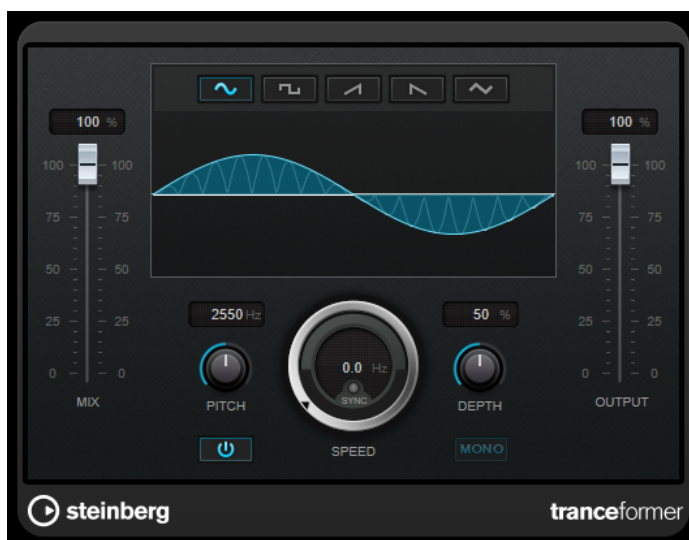 100 %
100 %
100
100
100
100
75
75
75
75
50
50
50
50
25
25
25
25
0
0
0
0
MIX
OUTPUT
2550 Hz
50 %
0.0 Hz
SYNC
PITCH
DEPTH
SPEED
MONO
steinberg
tranceformer